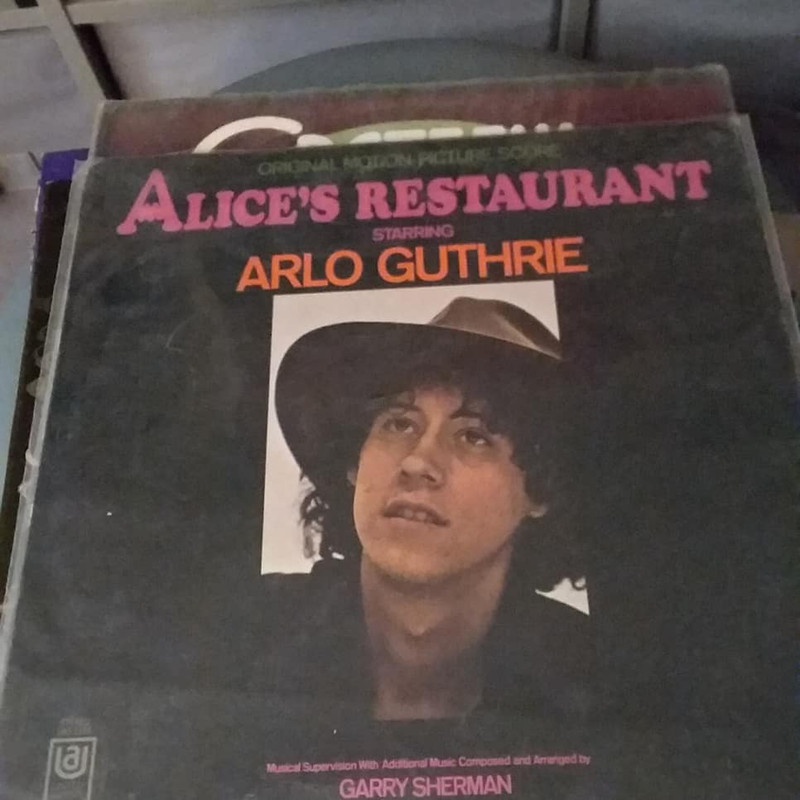 ORIGINAL MOTION PICTURE SCORE
ALICE'S RESTAURANT
STARRING
ARLO GUTHRIE
Musical Supervision With Additional Music Composed and Arranged by
GARRY SHERMAN
UA